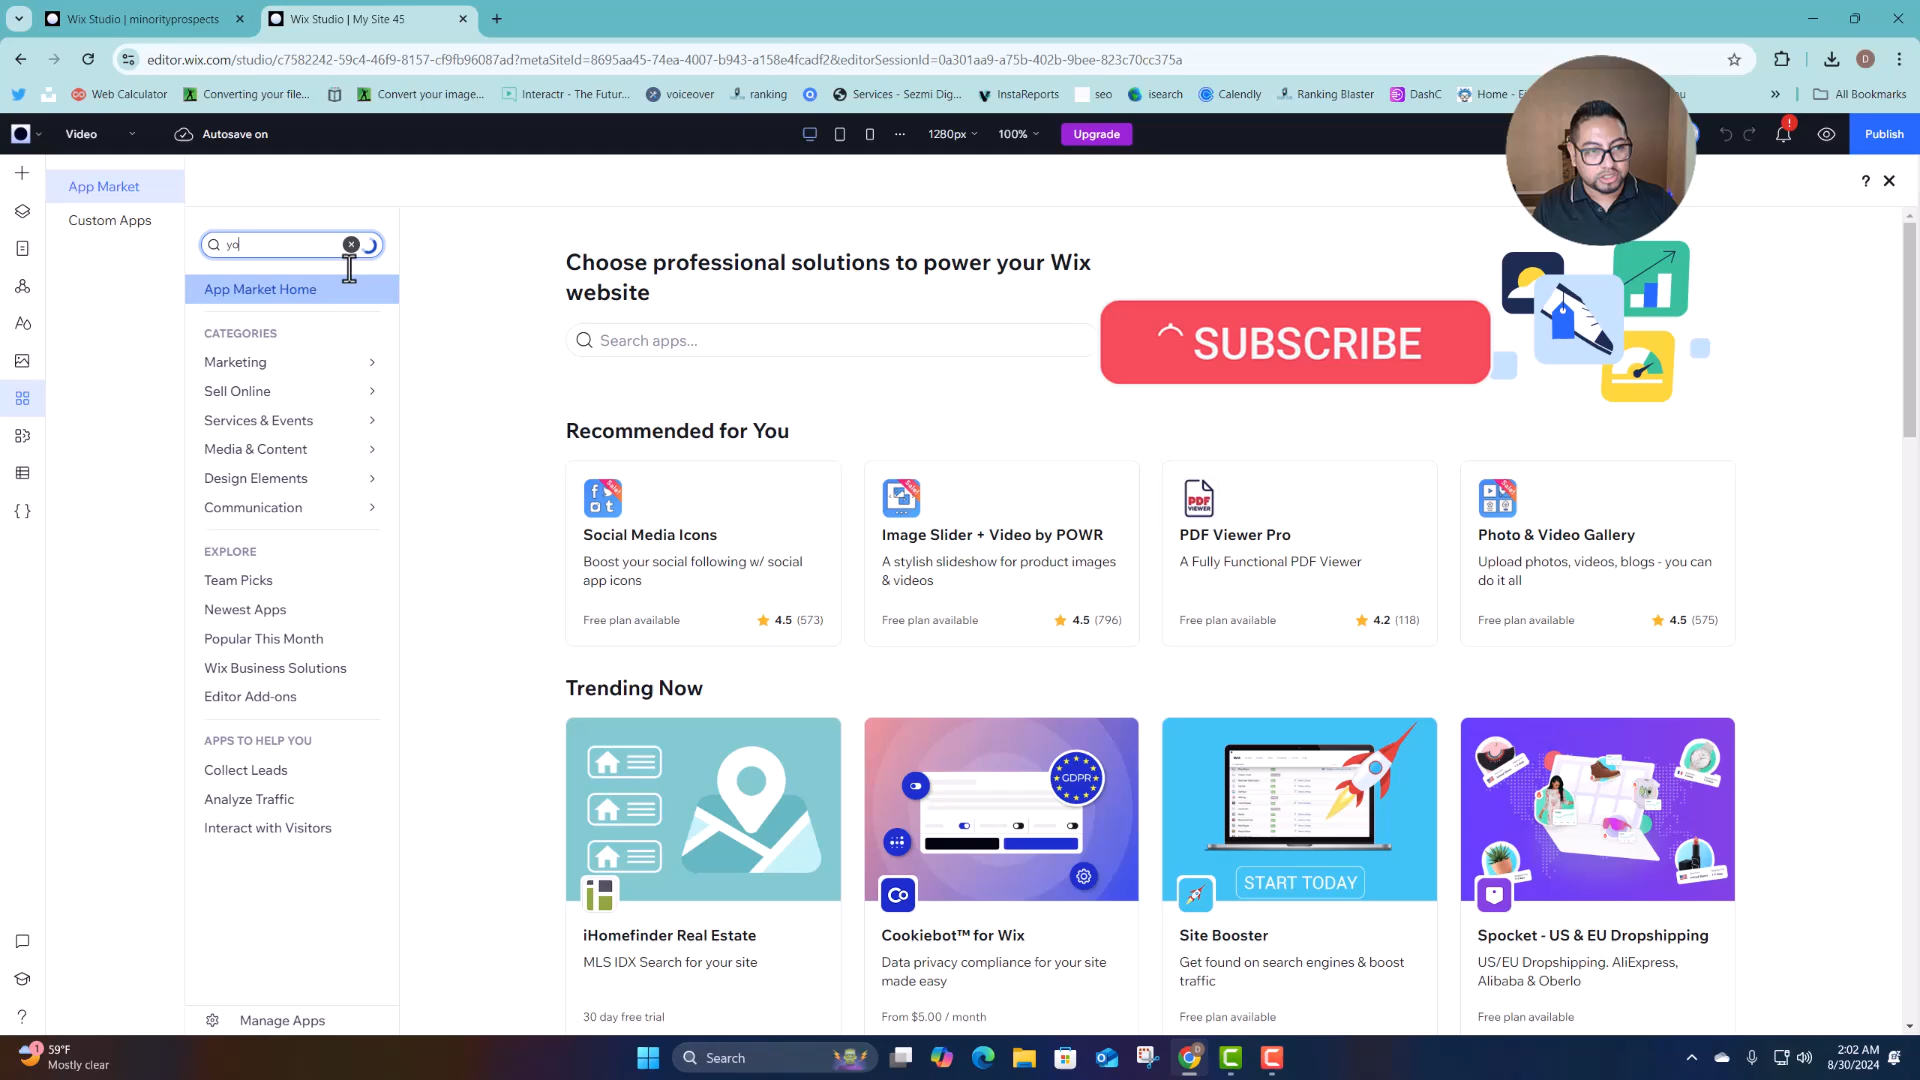 Wix Studio | minorityprospects
Wix Studio | My Site 45
editor.wix.com/studio/c7582242-59c4-46f9-8157-cf9fb96087ad?metaSiteId=8695aa45-74ea-4007-b943-a158e4fcadf2&editorSessionId=0a301aa9-a75b-402b-9bee-823c70cc375a
D
Web Calculator
Converting your file...
Convert your image...
Interactr - The Futur...
voiceover
ranking
Services - Sezmi Dig...
InstaReports
seo
isearch
Calendly
Ranking Blaster
DashC
Home - E
All Bookmarks
Video
Autosave on
1280px
100%
Upgrade
Publish
App Market
Custom Apps
yo
App Market Home
CATEGORIES
Marketing
Sell Online
Services & Events
Media & Content
Design Elements
Communication
EXPLORE
Team Picks
Newest Apps
Popular This Month
Wix Business Solutions
Editor Add-ons
APPS TO HELP YOU
Collect Leads
Analyze Traffic
Interact with Visitors
Manage Apps
Choose professional solutions to power your Wix
website
Search apps...
SUBSCRIBE
Recommended for You
Social Media Icons
Boost your social following w/ social
app icons
Free plan available
4.5 (573)
Image Slider + Video by POWR
A stylish slideshow for product images
& videos
Free plan available
4.5 (796)
PDF VIEWER
PDF Viewer Pro
A Fully Functional PDF Viewer
Free plan available
4.2 (118)
Photo & Video Gallery
Upload photos, videos, blogs - you can
do it all
Free plan available
4.5 (575)
Trending Now
iHomefinder Real Estate
MLS IDX Search for your site
30 day free trial
GDPR
Cookiebot™ for Wix
Data privacy compliance for your site
made easy
From $5.00 / month
START TODAY
Site Booster
Get found on search engines & boost
traffic
Free plan available
Spocket - US & EU Dropshipping
US/EU Dropshipping. AliExpress,
Alibaba & Oberlo
Free plan available
59°F
Mostly clear
Search
2:02 AM
8/30/2024